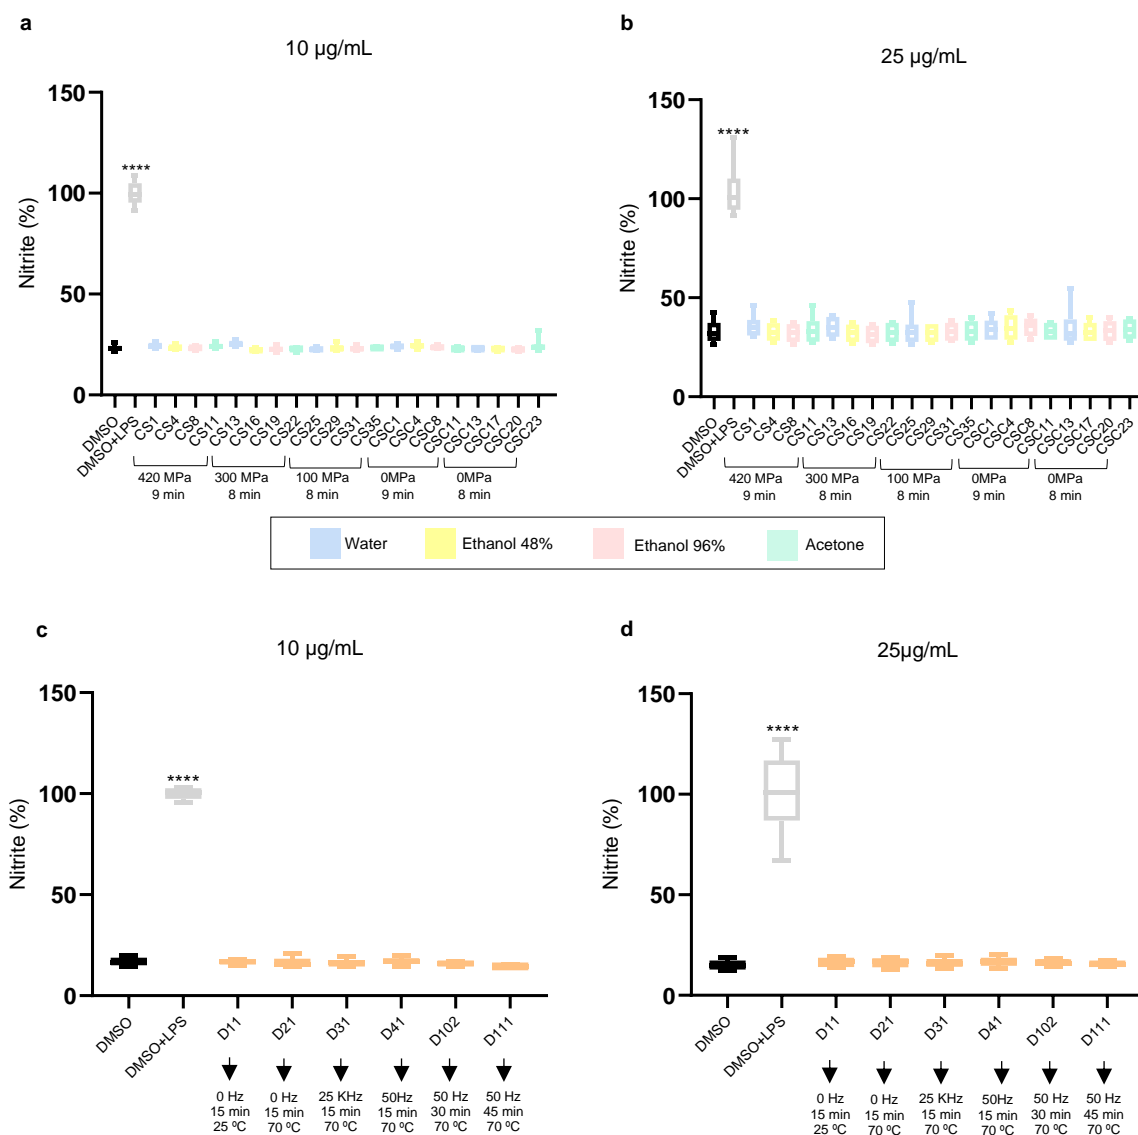 a
10 µg/mL
Nitrite (%)
150
100
50
0
****
DMSO
DMSO+LPS
CS1
CS4
CS8
CS11
CS13
CS16
CS19
CS22
CS25
CS29
CS31
CS35
CSC1
CSC4
CSC8
CSC11
CSC13
CSC17
CSC20
CSC23
420 MPa
9 min
300 MPa
8 min
100 MPa
8 min
0MPa
9 min
0MPa
8 min
b
25 µg/mL
Nitrite (%)
150
100
50
0
****
DMSO
DMSO+LPS
CS1
CS4
CS8
CS11
CS13
CS16
CS19
CS22
CS25
CS29
CS31
CS35
CSC1
CSC4
CSC8
CSC11
CSC13
CSC17
CSC20
CSC23
420 MPa
9 min
300 MPa
8 min
100 MPa
8 min
0MPa
9 min
0MPa
8 min
Water
Ethanol 48%
Ethanol 96%
Acetone
c
10 µg/mL
Nitrite (%)
150
100
50
0
****
DMSO
DMSO+LPS
D11
D21
D31
D41
D102
D111
0 Hz
15 min
25 ºC
0 Hz
15 min
70 ºC
25 KHz
15 min
70 ºC
50Hz
15 min
70 ºC
50 Hz
30 min
70 ºC
50 Hz
45 min
70 ºC
d
25µg/mL
Nitrite (%)
150
100
50
0
****
DMSO
DMSO+LPS
D11
D21
D31
D41
D102
D111
0 Hz
15 min
25 ºC
0 Hz
15 min
70 ºC
25 KHz
15 min
70 ºC
50Hz
15 min
70 ºC
50 Hz
30 min
70 ºC
50 Hz
45 min
70 ºC